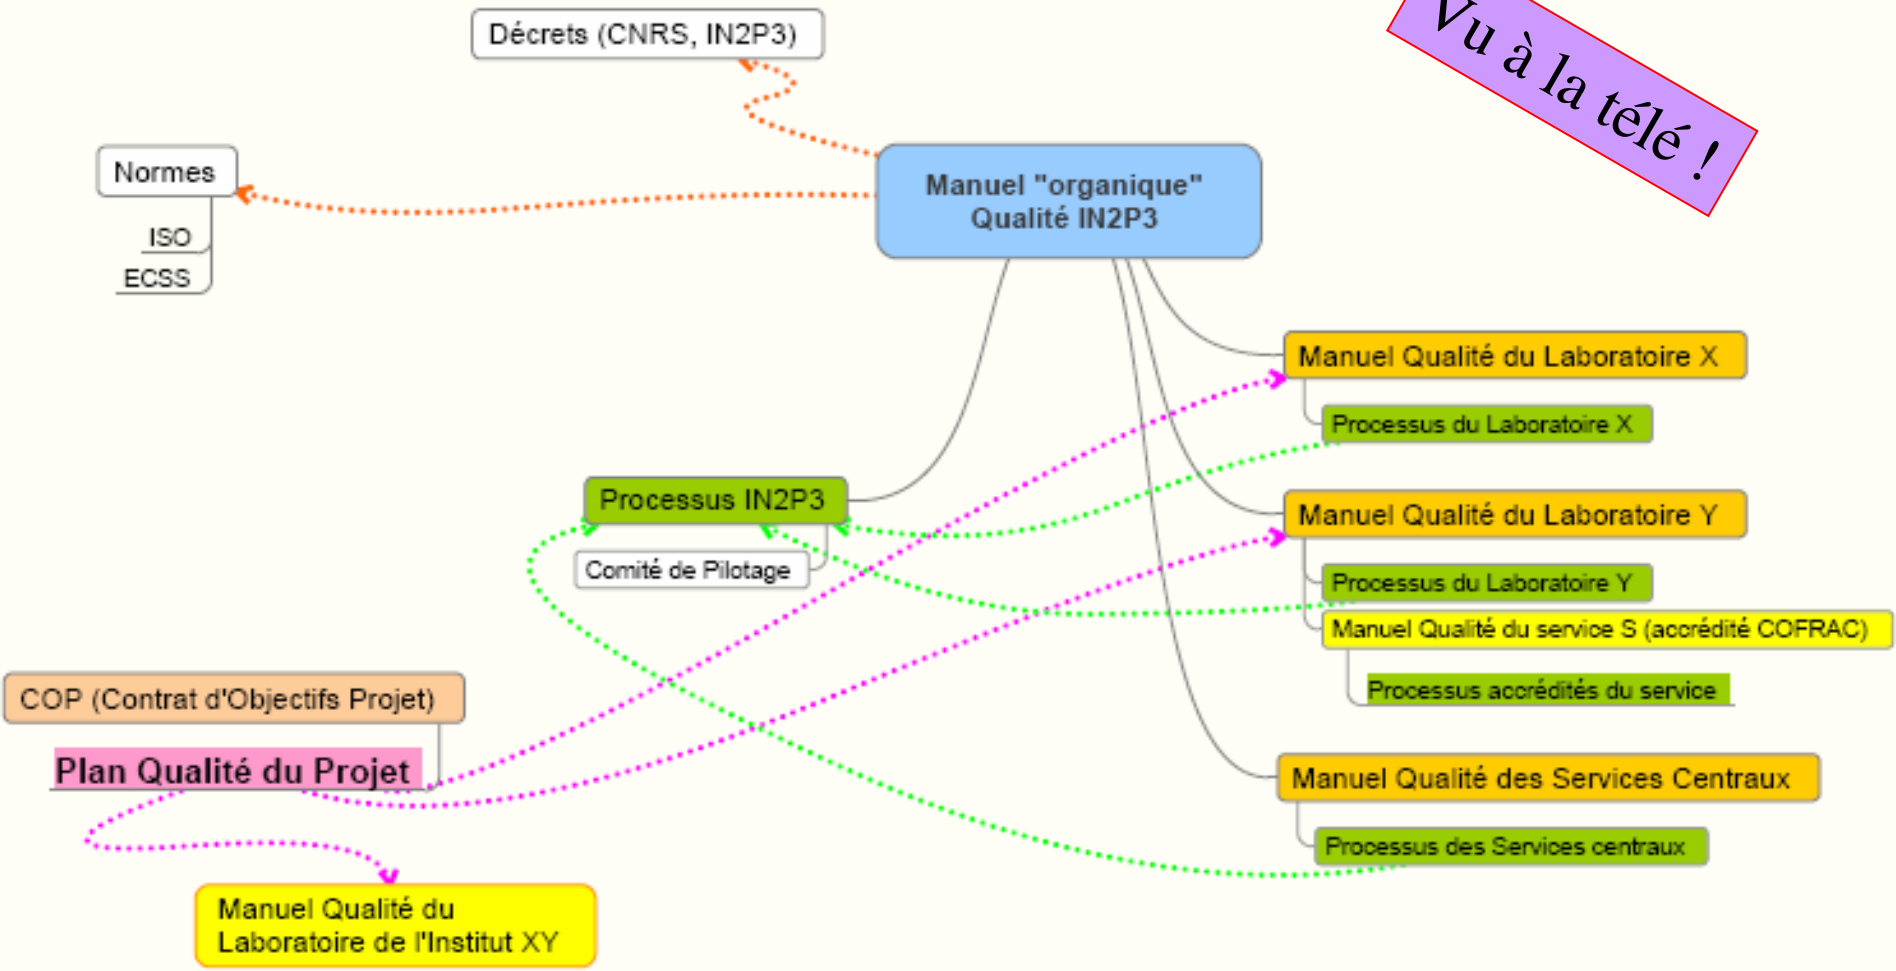 Décrets (CNRS, IN2P3)
Vu à la télé !
Normes
ISO
ECSS
Manuel "organique"
Qualité IN2P3
Manuel Qualité du Laboratoire X
Processus du Laboratoire X
Processus IN2P3
Comité de Pilotage
Manuel Qualité du Laboratoire Y
Processus du Laboratoire Y
Manuel Qualité du service S (accrédité COFRAC)
Processus accrédités du service
COP (Contrat d'Objectifs Projet)
Plan Qualité du Projet
Manuel Qualité des Services Centraux
Processus des Services centraux
Manuel Qualité du
Laboratoire de l'Institut XY